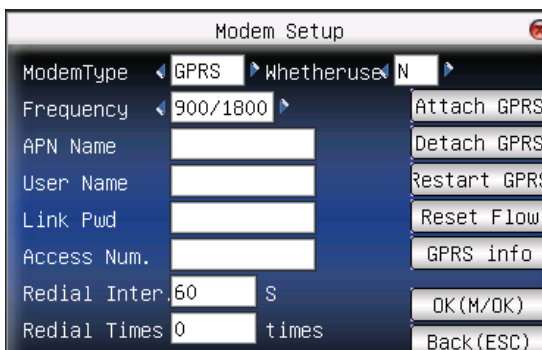 Modem Setup
ModemType GPRS Whetheruse N
Frequency 900/1800
Attach GPRS
APN Name
Detach GPRS
User Name
Restart GPRS
Link Pwd
Reset Flow
Access Num.
GPRS info
Redial Inter. 60 S
OK(M/OK)
Redial Times 0 times
Back(ESC)